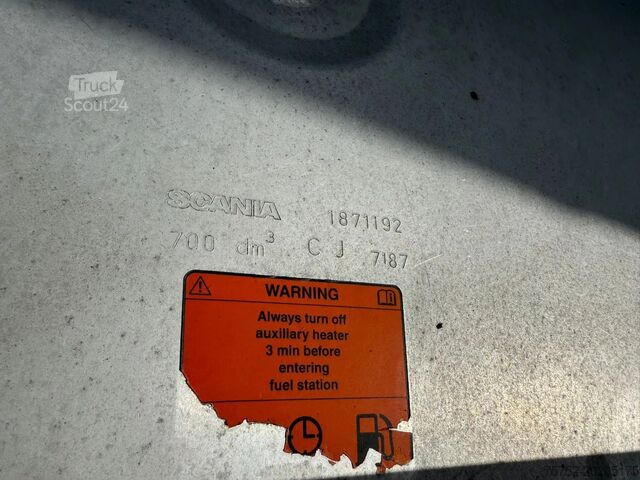 Truck
Scout24
SCANIA 1871192
700 dm³ C J 7187
WARNING
Always turn off
auxiliary heater
3 min before
entering
fuel station